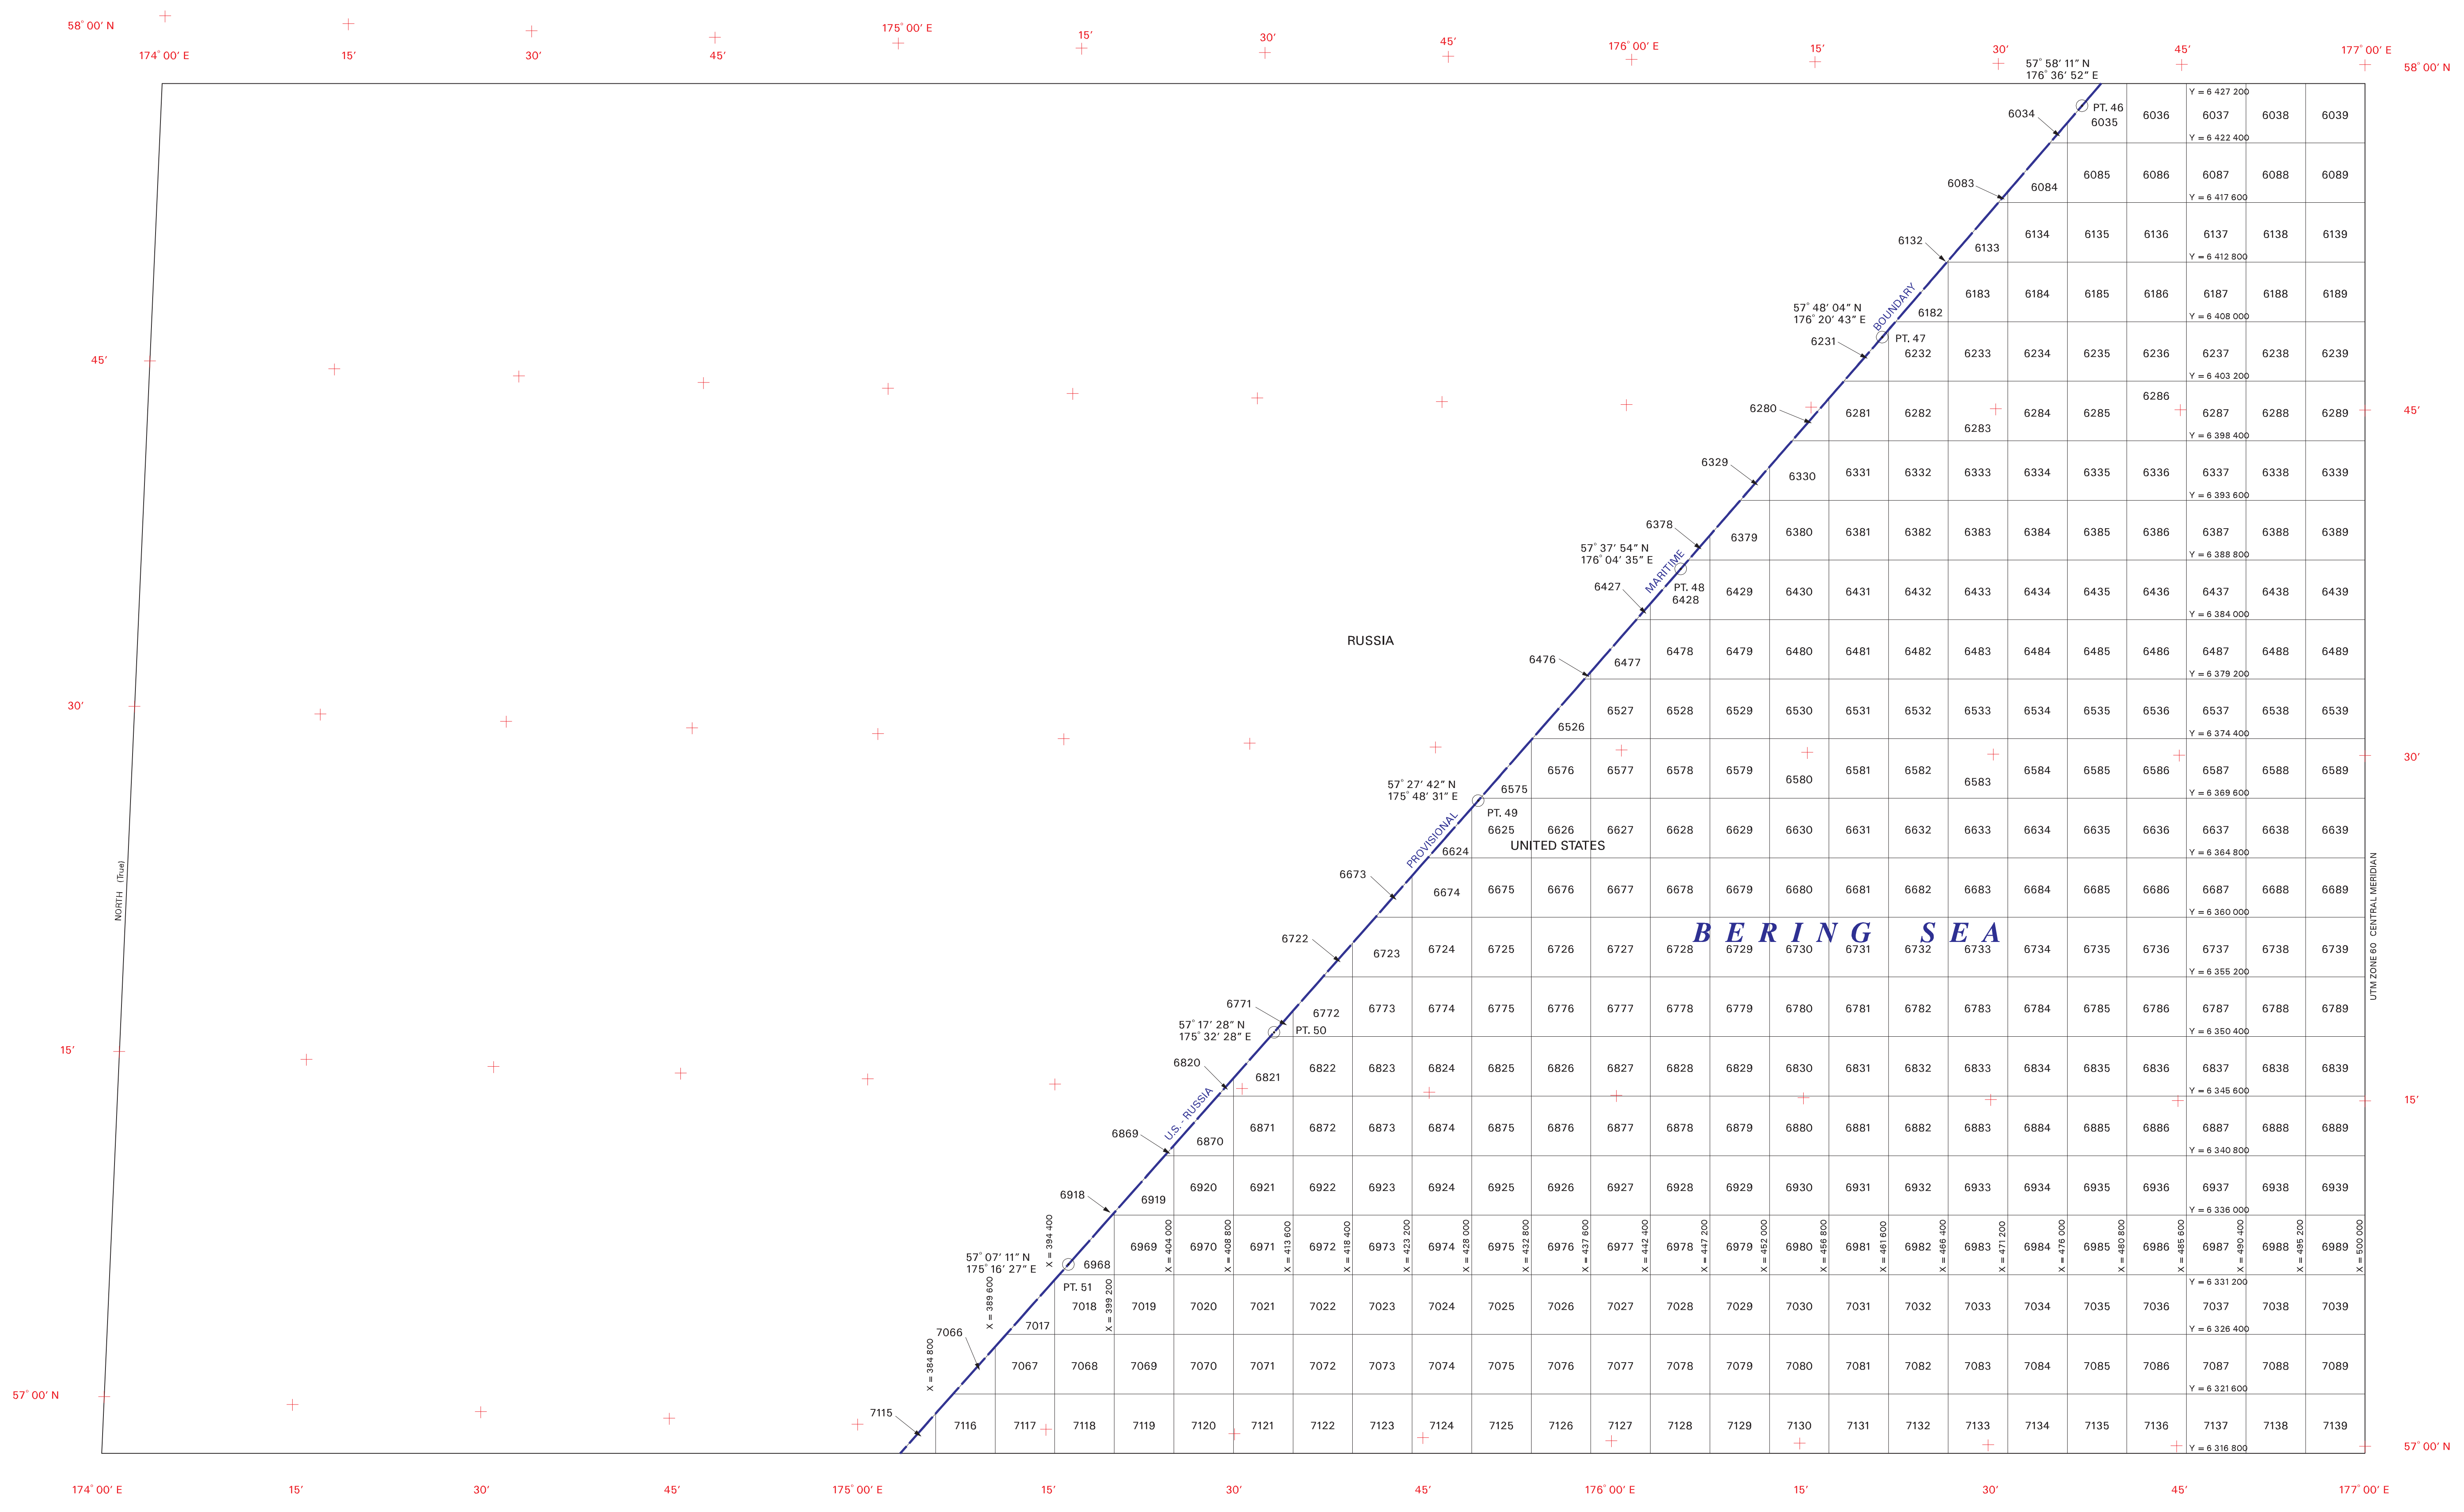 58° 00′ N
174° 00′ E 15′ 30′ 45′ 175° 00′ E 15′ 30′ 45′ 176° 00′ E 15′ 30′ 45′ 177° 00′ E
58° 00′ N
57° 58′ 11″ N
176° 36′ 52″ E
Y = 6 427 200
PT. 46
6034 6035 6036 6037 6038 6039
Y = 6 422 400
6083 6084 6085 6086 6087 6088 6089
Y = 6 417 600
6132 6133 6134 6135 6136 6137 6138 6139
Y = 6 412 800
6182 6183 6184 6185 6186 6187 6188 6189
Y = 6 408 000
57° 48′ 04″ N
176° 20′ 43″ E
BOUNDARY
PT. 47
6231 6232 6233 6234 6235 6236 6237 6238 6239
45′
Y = 6 403 200
6280 6281 6282 6283 6284 6285 6286 6287 6288 6289
45′
Y = 6 398 400
6329 6330 6331 6332 6333 6334 6335 6336 6337 6338 6339
Y = 6 393 600
6378 6379 6380 6381 6382 6383 6384 6385 6386 6387 6388 6389
Y = 6 388 800
57° 37′ 54″ N
176° 04′ 35″ E
MARITIME
PT. 48
6427 6428 6429 6430 6431 6432 6433 6434 6435 6436 6437 6438 6439
Y = 6 384 000
RUSSIA
6476 6477 6478 6479 6480 6481 6482 6483 6484 6485 6486 6487 6488 6489
Y = 6 379 200
30′
6526 6527 6528 6529 6530 6531 6532 6533 6534 6535 6536 6537 6538 6539
Y = 6 374 400
30′
6575 6576 6577 6578 6579 6580 6581 6582 6583 6584 6585 6586 6587 6588 6589
Y = 6 369 600
57° 27′ 42″ N
175° 48′ 31″ E
PT. 49
PROVISIONAL
6624 6625 6626 6627 6628 6629 6630 6631 6632 6633 6634 6635 6636 6637 6638 6639
UNITED STATES
Y = 6 364 800
6673 6674 6675 6676 6677 6678 6679 6680 6681 6682 6683 6684 6685 6686 6687 6688 6689
NORTH (True)
UTM ZONE 60 CENTRAL MERIDIAN
Y = 6 360 000
BERING SEA
6722 6723 6724 6725 6726 6727 6728 6729 6730 6731 6732 6733 6734 6735 6736 6737 6738 6739
Y = 6 355 200
6771 6772 6773 6774 6775 6776 6777 6778 6779 6780 6781 6782 6783 6784 6785 6786 6787 6788 6789
57° 17′ 28″ N
175° 32′ 28″ E
PT. 50
Y = 6 350 400
15′
6820 6821 6822 6823 6824 6825 6826 6827 6828 6829 6830 6831 6832 6833 6834 6835 6836 6837 6838 6839
Y = 6 345 600
15′
U.S. - RUSSIA
6869 6870 6871 6872 6873 6874 6875 6876 6877 6878 6879 6880 6881 6882 6883 6884 6885 6886 6887 6888 6889
Y = 6 340 800
6918 6919 6920 6921 6922 6923 6924 6925 6926 6927 6928 6929 6930 6931 6932 6933 6934 6935 6936 6937 6938 6939
Y = 6 336 000
57° 07′ 11″ N
175° 16′ 27″ E
X = 384 800
X = 389 600
X = 394 400
X = 399 200
X = 404 000
X = 408 800
X = 413 600
X = 418 400
X = 423 200
X = 428 000
X = 432 800
X = 437 600
X = 442 400
X = 447 200
X = 452 000
X = 456 800
X = 461 600
X = 466 400
X = 471 200
X = 476 000
X = 480 800
X = 485 600
X = 490 400
X = 495 200
X = 500 000
6968 6969 6970 6971 6972 6973 6974 6975 6976 6977 6978 6979 6980 6981 6982 6983 6984 6985 6986 6987 6988 6989
PT. 51
Y = 6 331 200
7017 7018 7019 7020 7021 7022 7023 7024 7025 7026 7027 7028 7029 7030 7031 7032 7033 7034 7035 7036 7037 7038 7039
Y = 6 326 400
7066 7067 7068 7069 7070 7071 7072 7073 7074 7075 7076 7077 7078 7079 7080 7081 7082 7083 7084 7085 7086 7087 7088 7089
Y = 6 321 600
57° 00′ N
7115 7116 7117 7118 7119 7120 7121 7122 7123 7124 7125 7126 7127 7128 7129 7130 7131 7132 7133 7134 7135 7136 7137 7138 7139
Y = 6 316 800
57° 00′ N
174° 00′ E 15′ 30′ 45′ 175° 00′ E 15′ 30′ 45′ 176° 00′ E 15′ 30′ 45′ 177° 00′ E